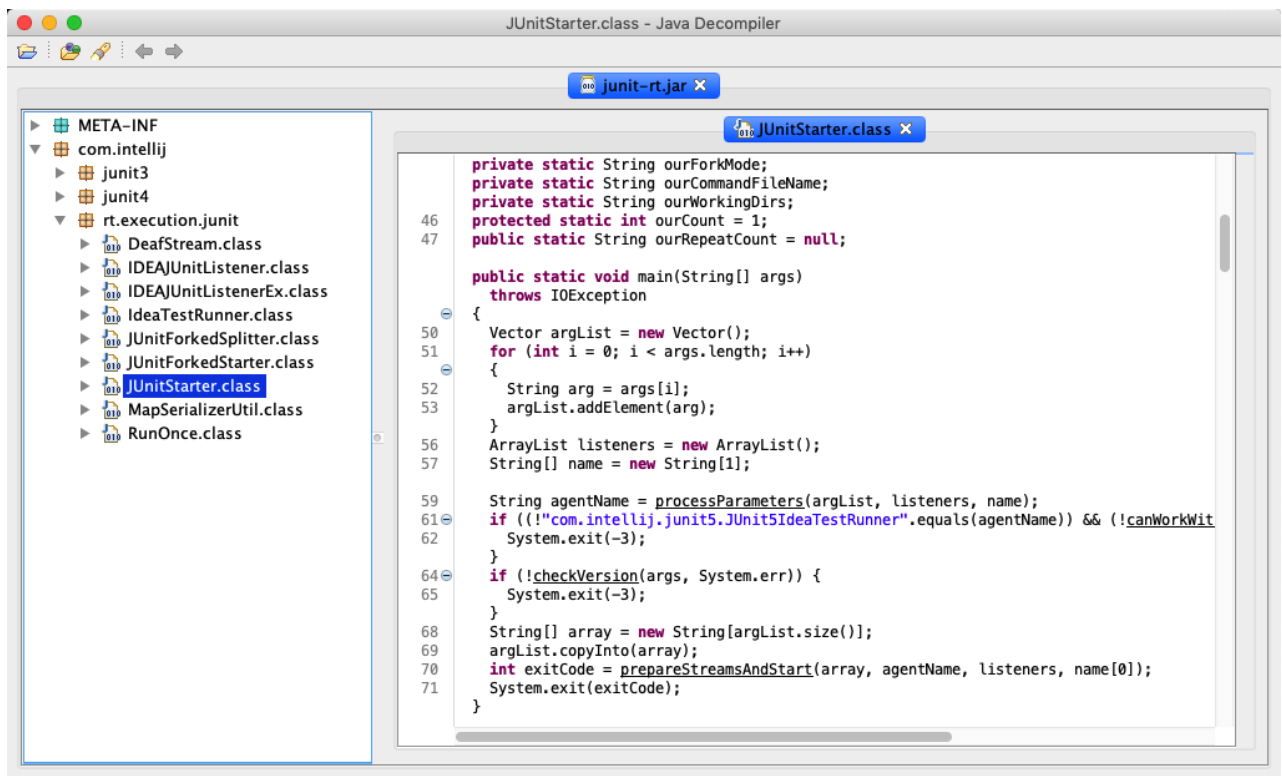 JUnitStarter.class - Java Decompiler
junit-rt.jar
META-INF
com.intellij
junit3
junit4
rt.execution.junit
DeafStream.class
IDEAJUnitListener.class
IDEAJUnitListenerEx.class
IdeaTestRunner.class
JUnitForkedSplitter.class
JUnitForkedStarter.class
JUnitStarter.class
MapSerializerUtil.class
RunOnce.class
JUnitStarter.class
private static String ourForkMode;
private static String ourCommandFileName;
private static String ourWorkingDirs;
46 protected static int ourCount = 1;
47 public static String ourRepeatCount = null;
public static void main(String[] args)
throws IOException
{
50 Vector argList = new Vector();
51 for (int i = 0; i < args.length; i++)
{
52 String arg = args[i];
53 argList.addElement(arg);
}
56 ArrayList listeners = new ArrayList();
57 String[] name = new String[1];
59 String agentName = processParameters(argList, listeners, name);
61 if ((!"com.intellij.junit5.JUnit5IdeaTestRunner".equals(agentName)) && (!canWorkWit
62 System.exit(-3);
}
64 if (!checkVersion(args, System.err)) {
65 System.exit(-3);
}
68 String[] array = new String[argList.size()];
69 argList.copyInto(array);
70 int exitCode = prepareStreamsAndStart(array, agentName, listeners, name[0]);
71 System.exit(exitCode);
}